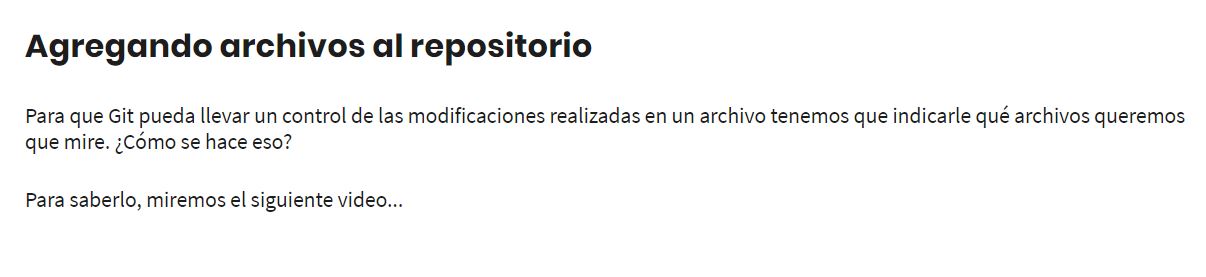 Agregando archivos al repositorio
Para que Git pueda llevar un control de las modificaciones realizadas en un archivo tenemos que indicarle qué archivos queremos
que mire. ¿Cómo se hace eso?
Para saberlo, miremos el siguiente video...